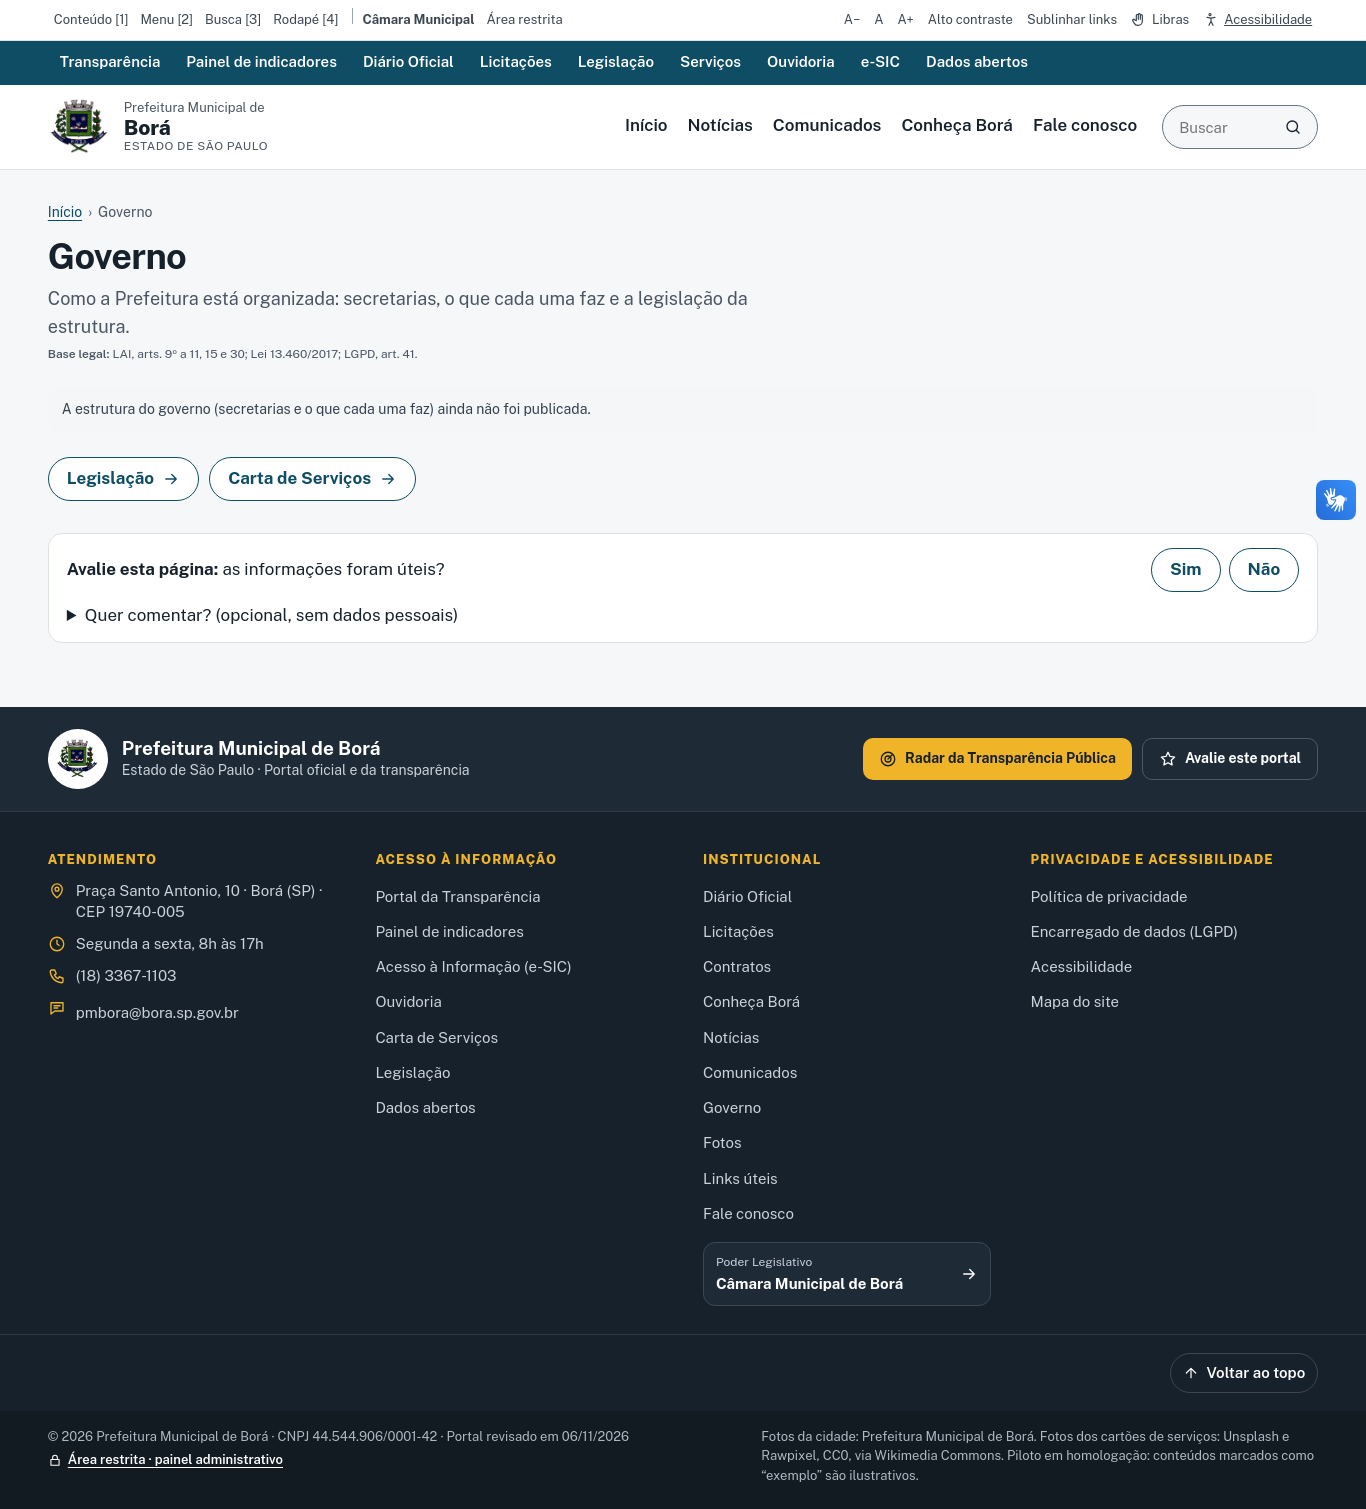 Conteúdo [1] Menu [2] Busca [3] Rodapé [4] Câmara Municipal Área restrita A− A A+ Alto contraste Sublinhar links Libras Acessibilidade
Transparência Painel de indicadores Diário Oficial Licitações Legislação Serviços Ouvidoria e-SIC Dados abertos
Prefeitura Municipal de
Borá
ESTADO DE SÃO PAULO
Início Notícias Comunicados Conheça Borá Fale conosco Buscar
Início › Governo
Governo
Como a Prefeitura está organizada: secretarias, o que cada uma faz e a legislação da
estrutura.
Base legal: LAI, arts. 9º a 11, 15 e 30; Lei 13.460/2017; LGPD, art. 41.
A estrutura do governo (secretarias e o que cada uma faz) ainda não foi publicada.
Legislação → Carta de Serviços →
Avalie esta página: as informações foram úteis? Sim Não
▶ Quer comentar? (opcional, sem dados pessoais)
Prefeitura Municipal de Borá
Estado de São Paulo · Portal oficial e da transparência
Radar da Transparência Pública Avalie este portal
ATENDIMENTO
Praça Santo Antonio, 10 · Borá (SP) ·
CEP 19740-005
Segunda a sexta, 8h às 17h
(18) 3367-1103
pmbora@bora.sp.gov.br
ACESSO À INFORMAÇÃO
Portal da Transparência
Painel de indicadores
Acesso à Informação (e-SIC)
Ouvidoria
Carta de Serviços
Legislação
Dados abertos
INSTITUCIONAL
Diário Oficial
Licitações
Contratos
Conheça Borá
Notícias
Comunicados
Governo
Fotos
Links úteis
Fale conosco
Poder Legislativo
Câmara Municipal de Borá →
PRIVACIDADE E ACESSIBILIDADE
Política de privacidade
Encarregado de dados (LGPD)
Acessibilidade
Mapa do site
↑ Voltar ao topo
© 2026 Prefeitura Municipal de Borá · CNPJ 44.544.906/0001-42 · Portal revisado em 06/11/2026
Área restrita · painel administrativo
Fotos da cidade: Prefeitura Municipal de Borá. Fotos dos cartões de serviços: Unsplash e
Rawpixel, CC0, via Wikimedia Commons. Piloto em homologação: conteúdos marcados como
“exemplo” são ilustrativos.